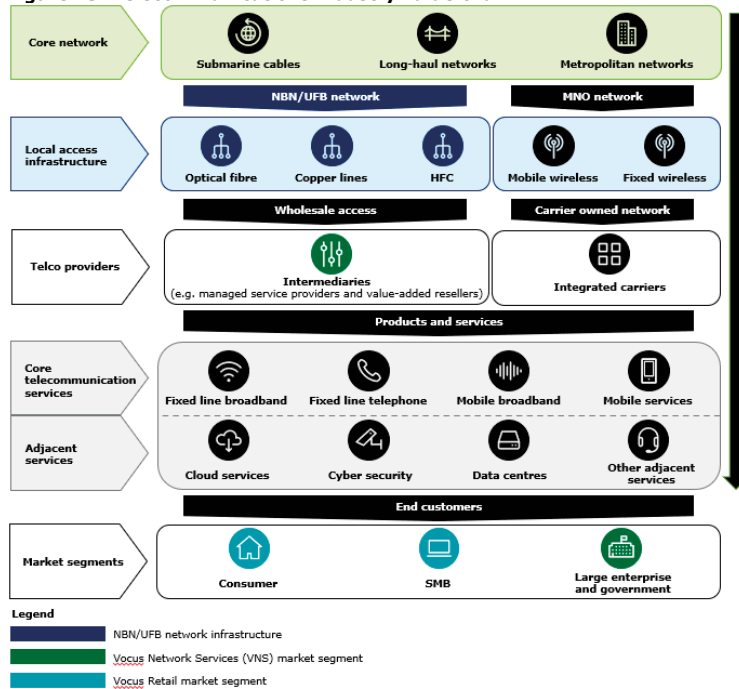 Core network
Submarine cables
Long-haul networks
Metropolitan networks
NBN/UFB network
MNO network
Local access
infrastructure
Optical fibre
Copper lines
HFC
Mobile wireless
Fixed wireless
Wholesale access
Carrier owned network
Telco providers
Intermediaries
(e.g. managed service providers and value-added resellers)
Integrated carriers
Products and services
Core
telecommunication
services
Fixed line broadband
Fixed line telephone
Mobile broadband
Mobile services
Adjacent
services
Cloud services
Cyber security
Data centres
Other adjacent
services
End customers
Market segments
Consumer
SMB
Large enterprise
and government
Legend
NBN/UFB network infrastructure
Vocus Network Services (VNS) market segment
Vocus Retail market segment